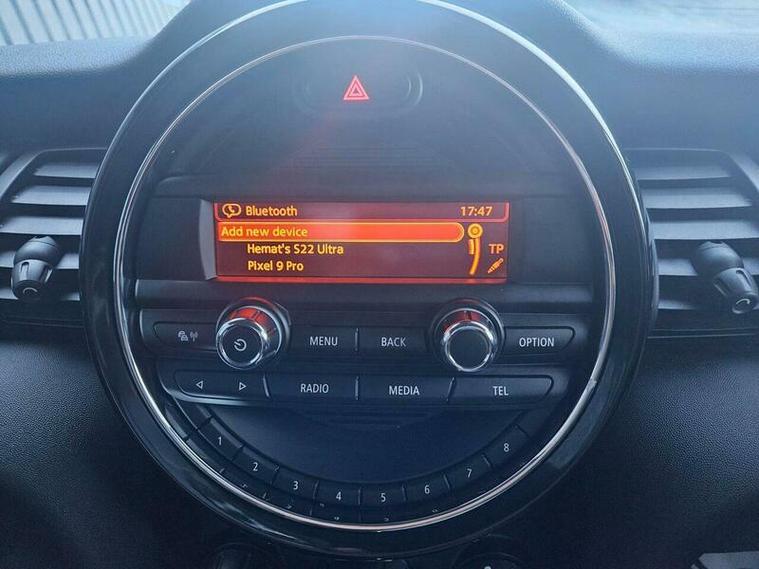 Bluetooth 17:47
Add new device
Hemat's S22 Ultra TP
Pixel 9 Pro
MENU BACK OPTION
RADIO MEDIA TEL
1 2 3 4 5 6 7 8